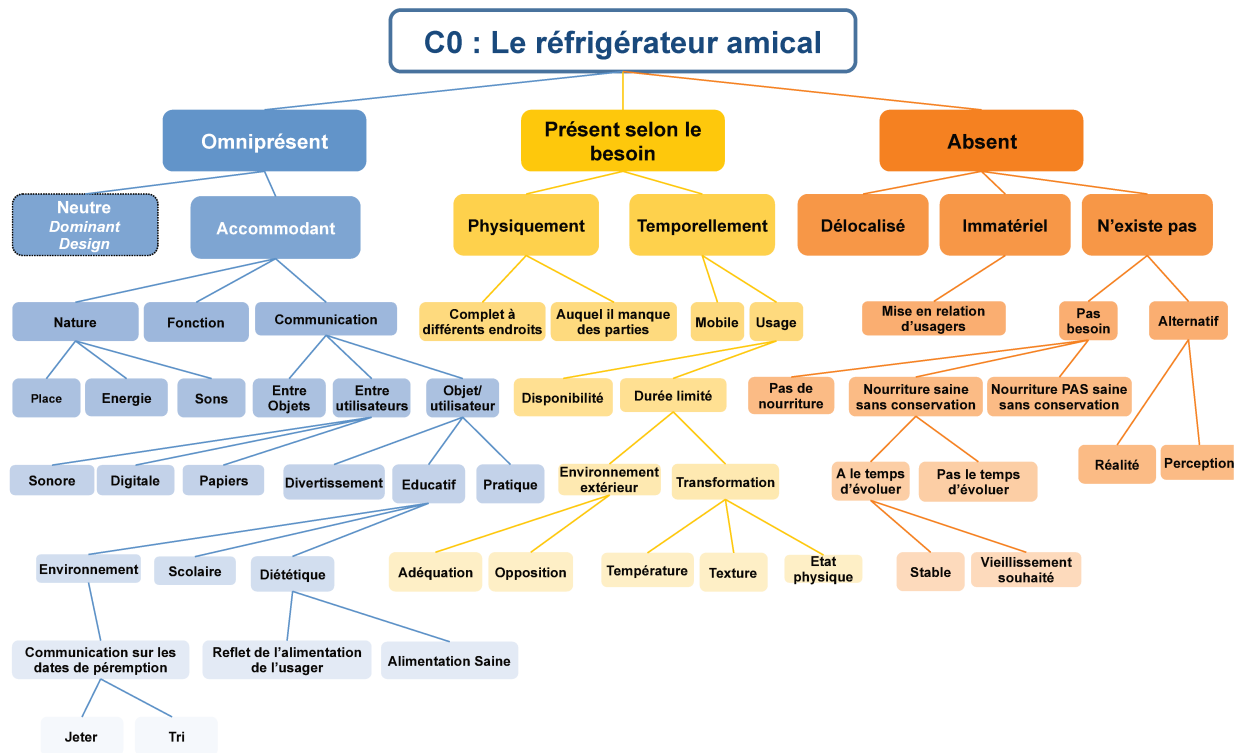 C0 : Le réfrigérateur amical
Omniprésent
Présent selon le
besoin
Absent
Neutre
Dominant
Design
Accommodant
Physiquement
Temporellement
Délocalisé
Immatériel
N’existe pas
Nature
Fonction
Communication
Complet à
différents endroits
Auquel il manque
des parties
Mobile
Usage
Mise en relation
d’usagers
Pas
besoin
Alternatif
Place
Energie
Sons
Entre
Objets
Entre
utilisateurs
Objet/
utilisateur
Disponibilité
Durée limité
Pas de
nourriture
Nourriture saine
sans conservation
Nourriture PAS saine
sans conservation
Sonore
Digitale
Papiers
Divertissement
Educatif
Pratique
Environnement
extérieur
Transformation
A le temps
d’évoluer
Pas le temps
d’évoluer
Réalité
Perception
Environnement
Scolaire
Diététique
Adéquation
Opposition
Température
Texture
Etat
physique
Stable
Vieillissement
souhaité
Communication sur les
dates de péremption
Reflet de l’alimentation
de l’usager
Alimentation Saine
Jeter
Tri